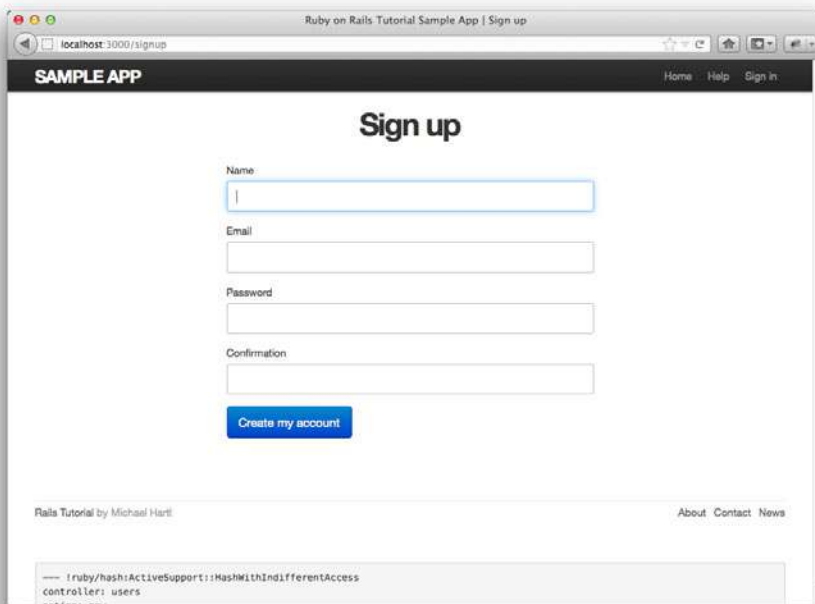 Ruby on Rails Tutorial Sample App | Sign up
localhost:3000/signup
SAMPLE APP
Home Help Sign in
Sign up
Name
Email
Password
Confirmation
Create my account
Rails Tutorial by Michael Hartl
About Contact News
--- !ruby/hash:ActiveSupport::HashWithIndifferentAccess
controller: users